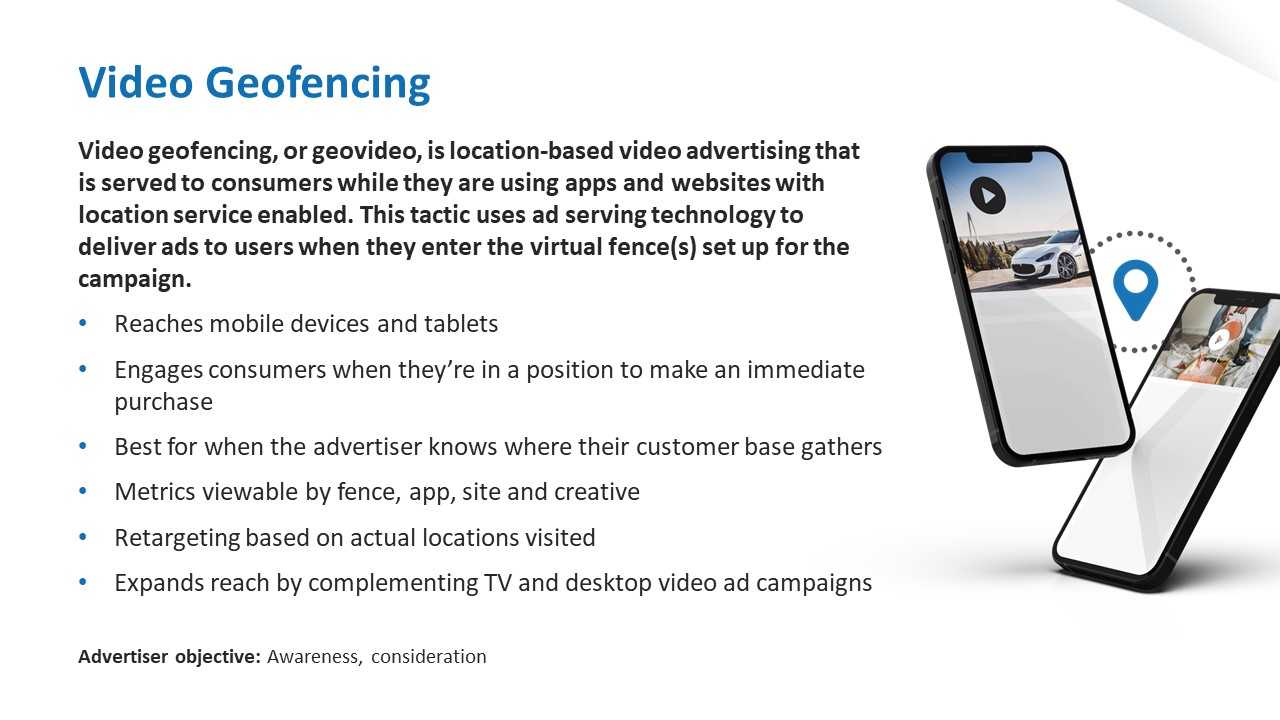 Video Geofencing
Video geofencing, or geovideo, is location-based video advertising that
is served to consumers while they are using apps and websites with
location service enabled. This tactic uses ad serving technology to
deliver ads to users when they enter the virtual fence(s) set up for the
campaign.
• Reaches mobile devices and tablets
• Engages consumers when they’re in a position to make an immediate
purchase
• Best for when the advertiser knows where their customer base gathers
• Metrics viewable by fence, app, site and creative
• Retargeting based on actual locations visited
• Expands reach by complementing TV and desktop video ad campaigns
Advertiser objective: Awareness, consideration